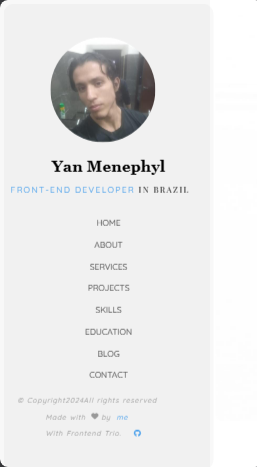 Yan Menephyl
FRONT-END DEVELOPER IN BRAZIL
HOME
ABOUT
SERVICES
PROJECTS
SKILLS
EDUCATION
BLOG
CONTACT
© Copyright2024All rights reserved
Made with ❤ by me
With Frontend Trio.